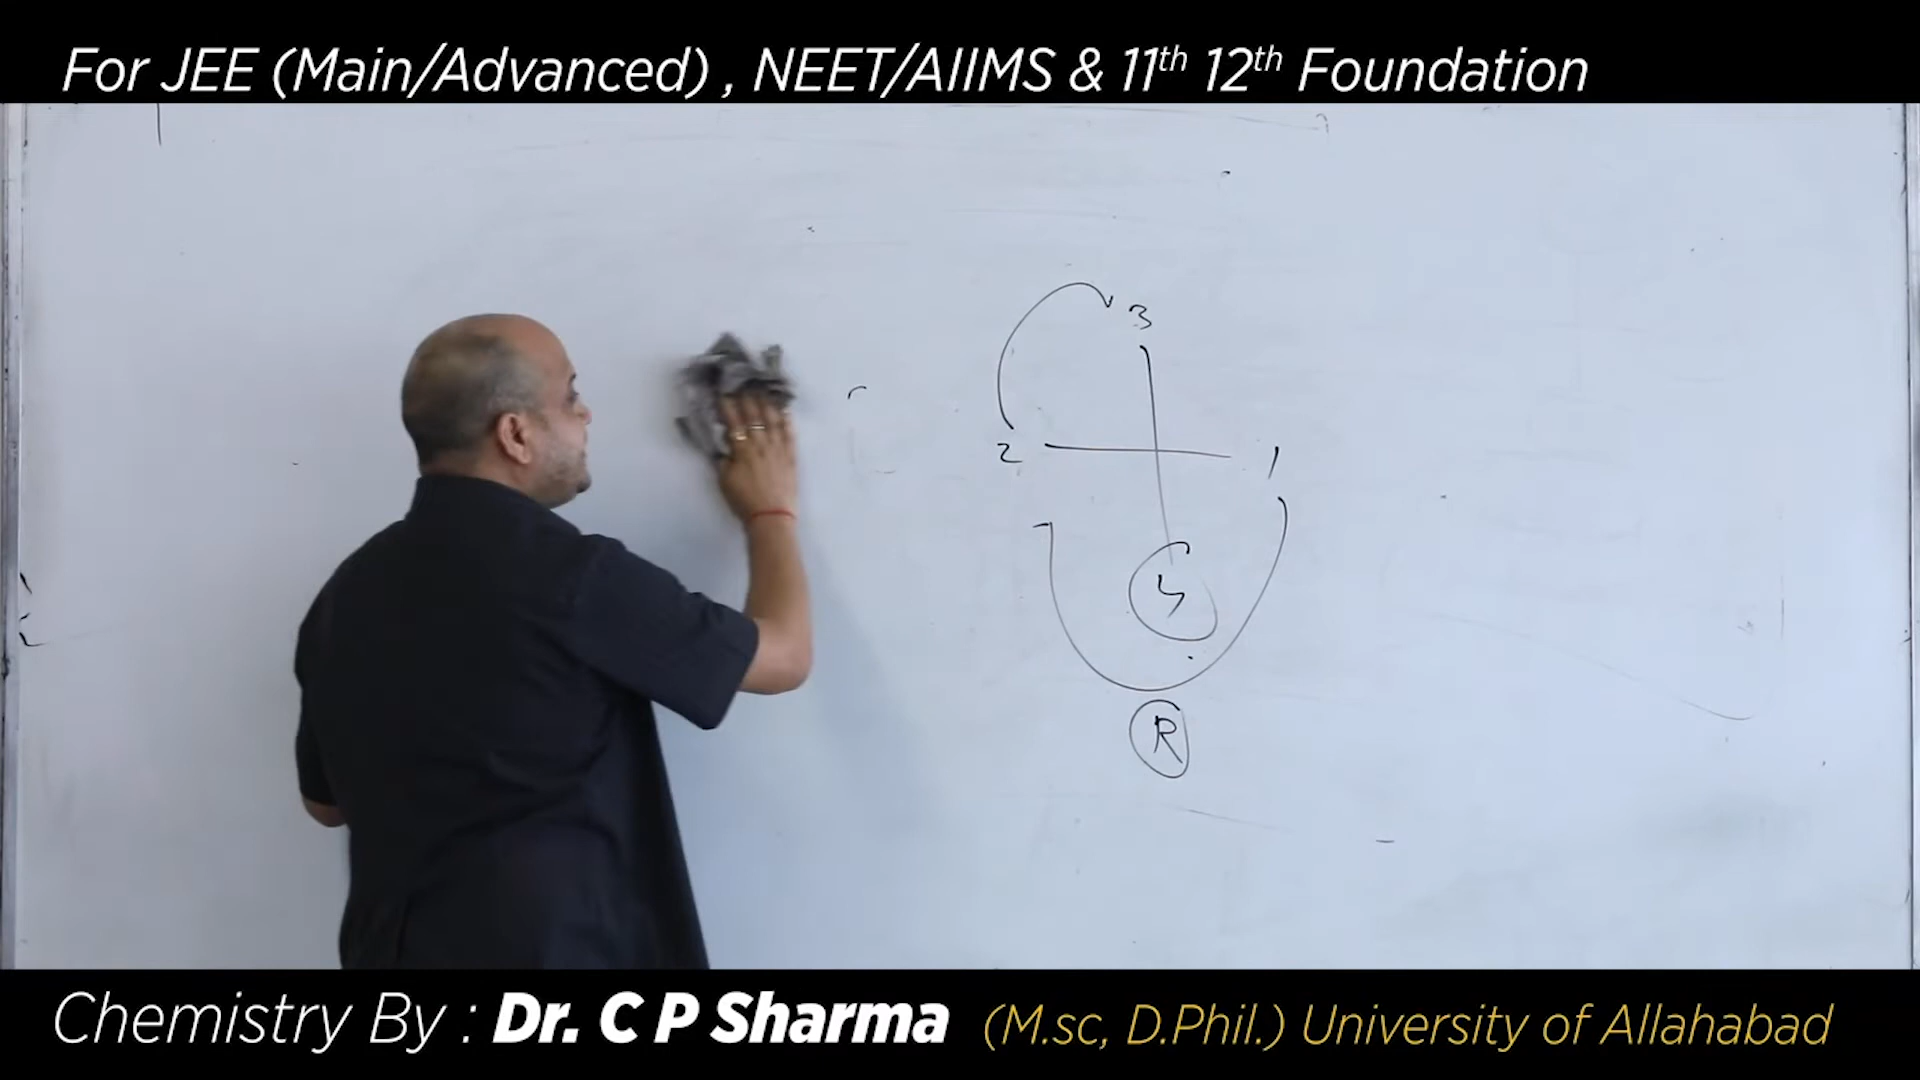 For JEE (Main/Advanced) , NEET/AIIMS & 11th 12th Foundation
3
2 1
4
R
Chemistry By : Dr. C P Sharma (M.sc, D.Phil.) University of Allahabad